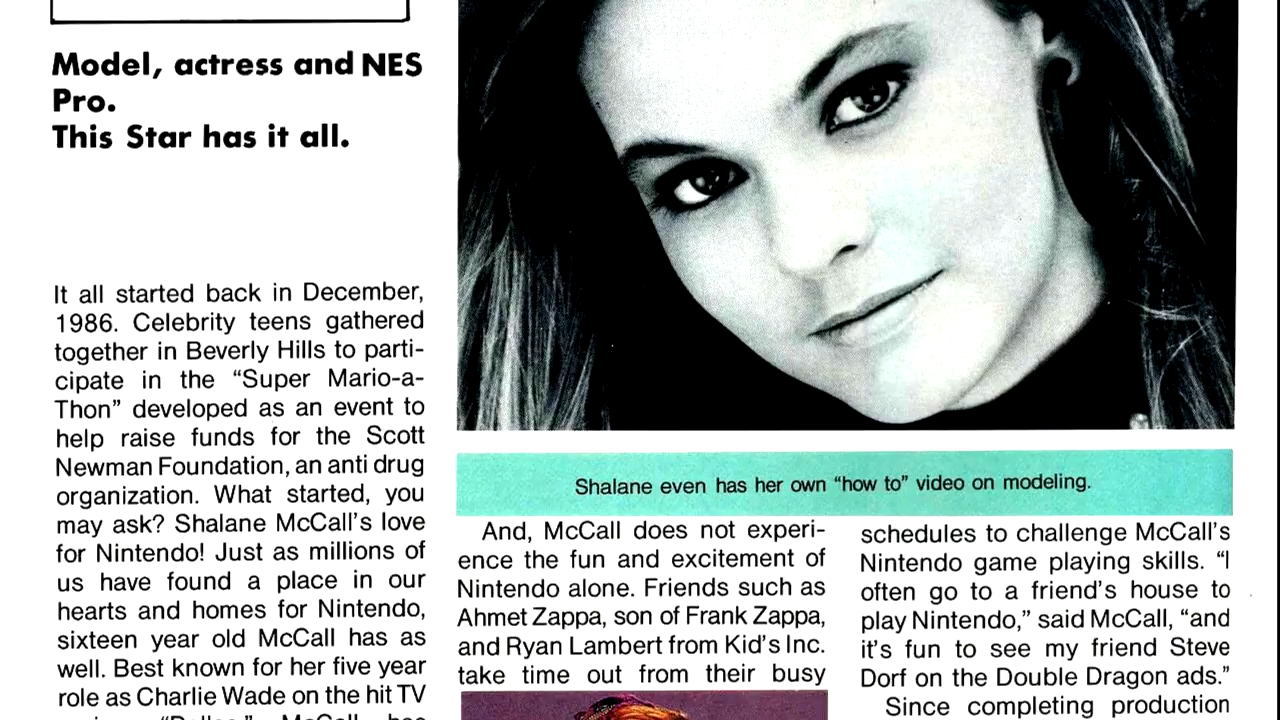 Model, actress and NES
Pro.
This Star has it all.
It all started back in December,
1986. Celebrity teens gathered
together in Beverly Hills to parti-
cipate in the “Super Mario-a-
Thon” developed as an event to
help raise funds for the Scott
Newman Foundation, an anti drug
organization. What started, you
may ask? Shalane McCall’s love
for Nintendo! Just as millions of
us have found a place in our
hearts and homes for Nintendo,
sixteen year old McCall has as
well. Best known for her five year
role as Charlie Wade on the hit TV
McCall has
Shalane even has her own “how to” video on modeling.
And, McCall does not experi-
ence the fun and excitement of
Nintendo alone. Friends such as
Ahmet Zappa, son of Frank Zappa,
and Ryan Lambert from Kid’s Inc.
take time out from their busy
schedules to challenge McCall’s
Nintendo game playing skills. “I
often go to a friend’s house to
play Nintendo,” said McCall, “and
it’s fun to see my friend Steve
Dorf on the Double Dragon ads.”
Since completing production